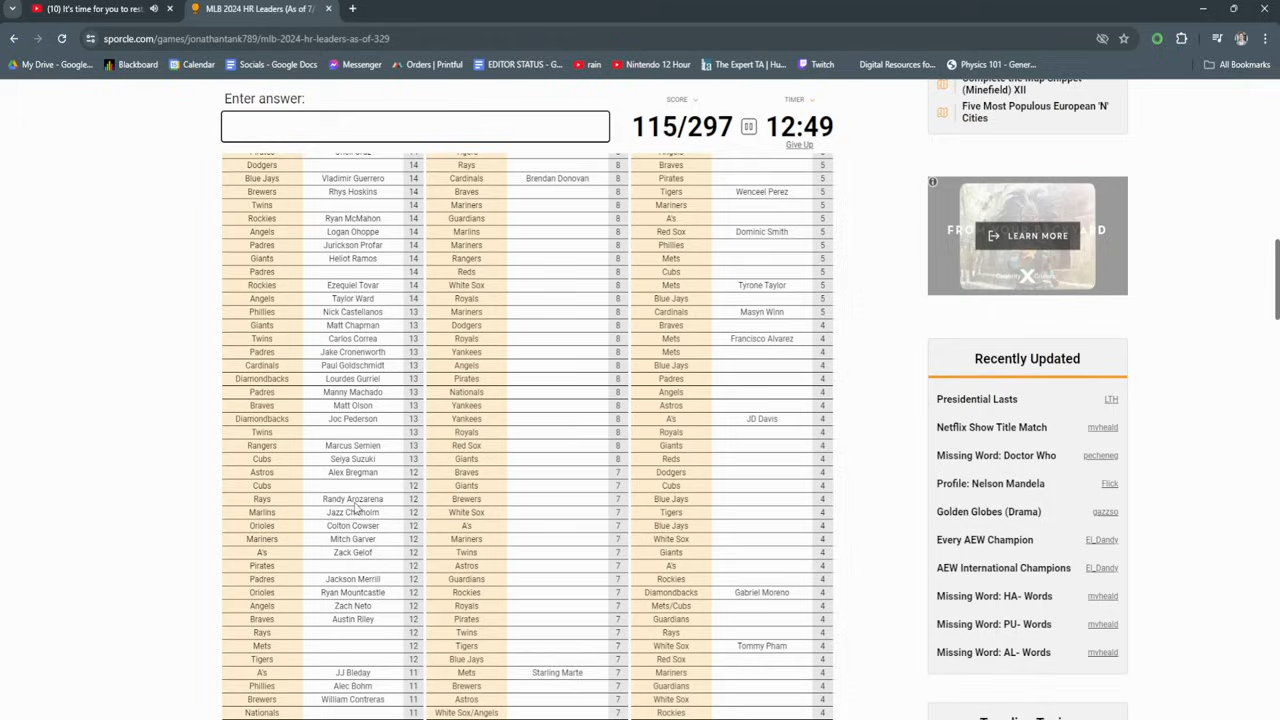 (10) It's time for you to rest
MLB 2024 HR Leaders (As of 7/
sporcle.com/games/jonathantank789/mlb-2024-hr-leaders-as-of-329
My Drive - Google... Blackboard Calendar Socials - Google Docs Messenger Orders | Printful EDITOR STATUS - G... rain Nintendo 12 Hour The Expert TA | Hu... Twitch Digital Resources fo... Physics 101 - Gener... All Bookmarks
Enter answer:
SCORE TIMER
115/297 12:49
Give Up
Complete the Map Snippet
(Minefield) XII
Five Most Populous European 'N'
Cities
Dodgers 14 Rays 8 Braves 5
Blue Jays Vladimir Guerrero 14 Cardinals Brendan Donovan 8 Pirates 5
Brewers Rhys Hoskins 14 Braves 8 Tigers Wenceel Perez 5
Twins 14 Mariners 8 Mariners 5
Rockies Ryan McMahon 14 Guardians 8 A's 5
Angels Logan Ohoppe 14 Marlins 8 Red Sox Dominic Smith 5
Padres Jurickson Profar 14 Mariners 8 Phillies 5
Giants Heliot Ramos 14 Rangers 8 Mets 5
Padres 14 Reds 8 Cubs 5
Rockies Ezequiel Tovar 14 White Sox 8 Mets Tyrone Taylor 5
Angels Taylor Ward 14 Royals 8 Blue Jays 5
Phillies Nick Castellanos 13 Mariners 8 Cardinals Masyn Winn 5
Giants Matt Chapman 13 Dodgers 8 Braves 4
Twins Carlos Correa 13 Royals 8 Mets Francisco Alvarez 4
Padres Jake Cronenworth 13 Yankees 8 Mets 4
Cardinals Paul Goldschmidt 13 Angels 8 Blue Jays 4
Diamondbacks Lourdes Gurriel 13 Pirates 8 Padres 4
Padres Manny Machado 13 Nationals 8 Angels 4
Braves Matt Olson 13 Yankees 8 Astros 4
Diamondbacks Joc Pederson 13 Yankees 8 A's JD Davis 4
Twins 13 Royals 8 Royals 4
Rangers Marcus Semien 13 Red Sox 8 Giants 4
Cubs Seiya Suzuki 13 Giants 8 Reds 4
Astros Alex Bregman 12 Braves 7 Dodgers 4
Cubs 12 Giants 7 Cubs 4
Rays Randy Arozarena 12 Brewers 7 Blue Jays 4
Marlins Jazz Chisholm 12 White Sox 7 Tigers 4
Orioles Colton Cowser 12 A's 7 Blue Jays 4
Mariners Mitch Garver 12 Mariners 7 White Sox 4
A's Zack Gelof 12 Twins 7 Giants 4
Pirates 12 Astros 7 A's 4
Padres Jackson Merrill 12 Guardians 7 Rockies 4
Orioles Ryan Mountcastle 12 Rockies 7 Diamondbacks Gabriel Moreno 4
Angels Zach Neto 12 Royals 7 Mets/Cubs 4
Braves Austin Riley 12 Pirates 7 Guardians 4
Rays 12 Twins 7 Rays 4
Mets 12 Tigers 7 White Sox Tommy Pham 4
Tigers 12 Blue Jays 7 Red Sox 4
A's JJ Bleday 11 Mets Starling Marte 7 Mariners 4
Phillies Alec Bohm 11 Brewers 7 Guardians 4
Brewers William Contreras 11 Astros 7 White Sox 4
Nationals 11 White Sox/Angels 7 Rockies 4
LEARN MORE
Recently Updated
Presidential Lasts LTH
Netflix Show Title Match mvheald
Missing Word: Doctor Who pecheneg
Profile: Nelson Mandela Flick
Golden Globes (Drama) gazzso
Every AEW Champion El_Dandy
AEW International Champions El_Dandy
Missing Word: HA- Words mvheald
Missing Word: PU- Words mvheald
Missing Word: AL- Words mvheald